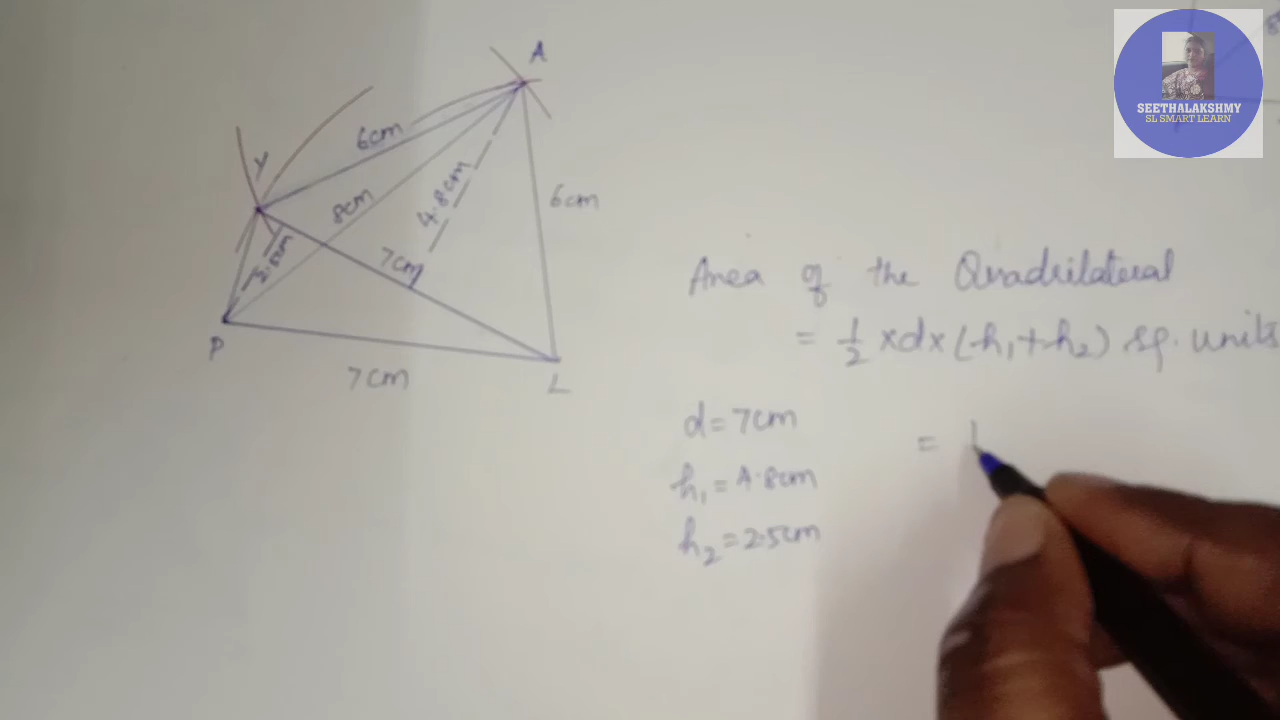 A
Y
6cm
8cm
4.8cm
6cm
7cm
P
7cm
L
Area of the Quadrilateral
= 1/2 x d x (h1 + h2) sq. units
d = 7cm
h1 = 4.8cm
h2 = 2.5cm
=
SEETHALAKSHMY
SL SMART LEARN